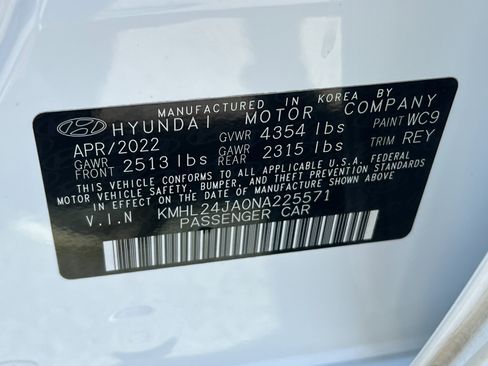 MANUFACTURED IN KOREA BY
HYUNDAI MOTOR COMPANY
APR/2022 GVWR 4354 lbs PAINT WC9
GAWR FRONT 2513 lbs GAWR REAR 2315 lbs TRIM REY
THIS VEHICLE CONFORMS TO ALL APPLICABLE U.S.A. FEDERAL
MOTOR VEHICLE SAFETY, BUMPER, AND THEFT PREVENTION STANDARDS
IN EFFECT ON THE DATE OF MANUFACTURE SHOWN ABOVE.
V.I.N KMHL24JA0NA225571
PASSENGER CAR